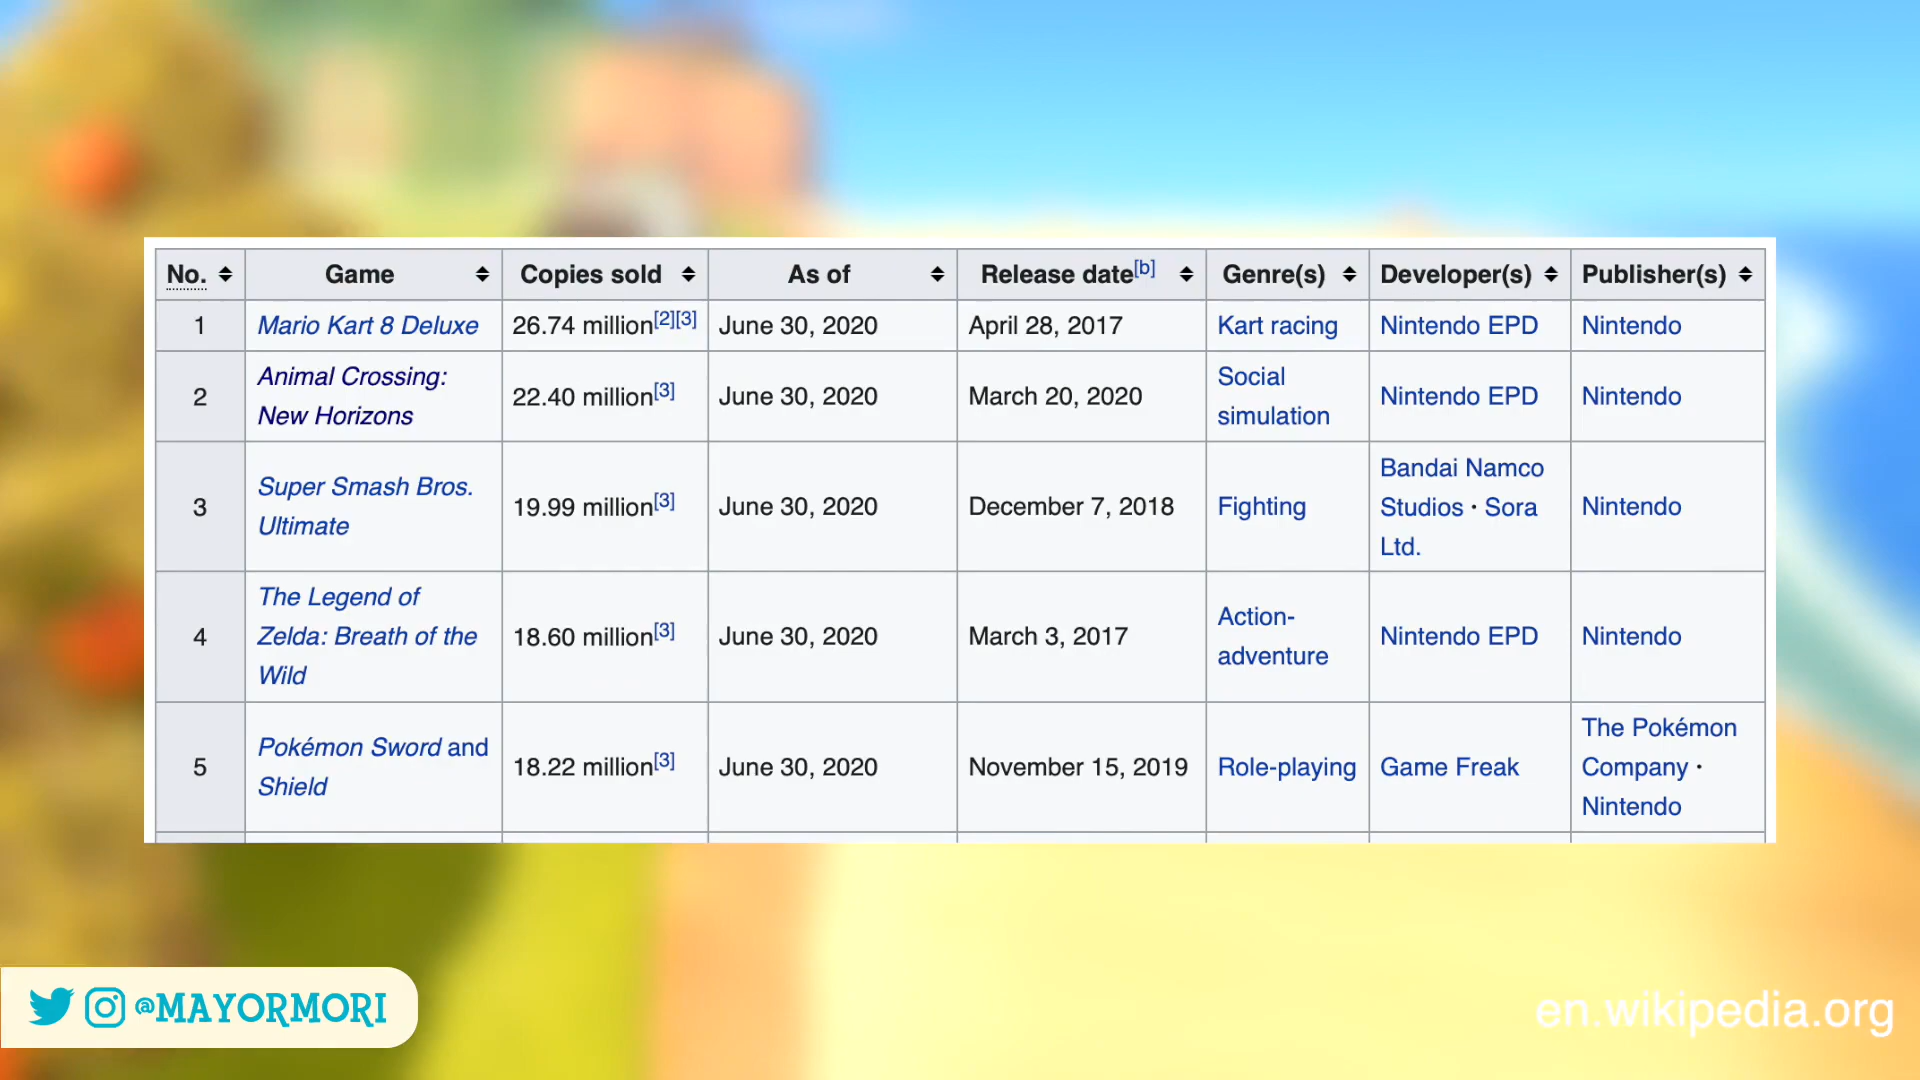 No. Game Copies sold As of Release date[b] Genre(s) Developer(s) Publisher(s)
1 Mario Kart 8 Deluxe 26.74 million[2][3] June 30, 2020 April 28, 2017 Kart racing Nintendo EPD Nintendo
2 Animal Crossing: New Horizons 22.40 million[3] June 30, 2020 March 20, 2020 Social simulation Nintendo EPD Nintendo
3 Super Smash Bros. Ultimate 19.99 million[3] June 30, 2020 December 7, 2018 Fighting Bandai Namco Studios · Sora Ltd. Nintendo
4 The Legend of Zelda: Breath of the Wild 18.60 million[3] June 30, 2020 March 3, 2017 Action-adventure Nintendo EPD Nintendo
5 Pokémon Sword and Shield 18.22 million[3] June 30, 2020 November 15, 2019 Role-playing Game Freak The Pokémon Company · Nintendo
@MAYORMORI
en.wikipedia.org